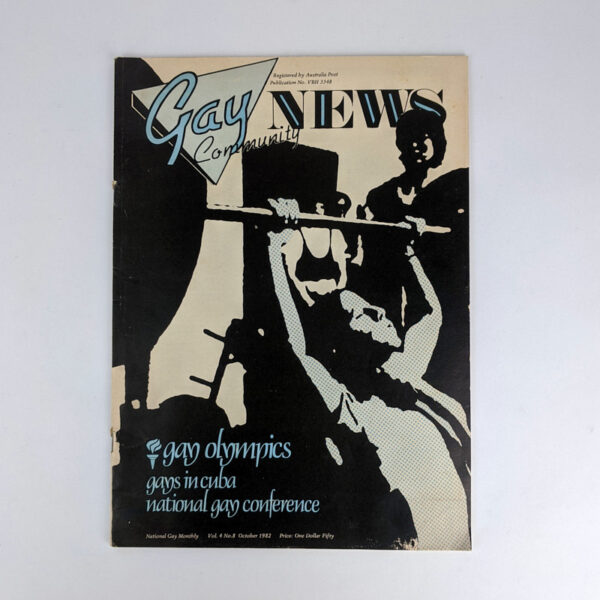 Registered by Australia Post
Publication No. VBH 3548
Gay NEWS
Community
gay olympics
gays in cuba
national gay conference
National Gay Monthly Vol. 4 No.8 October 1982 Price: One Dollar Fifty